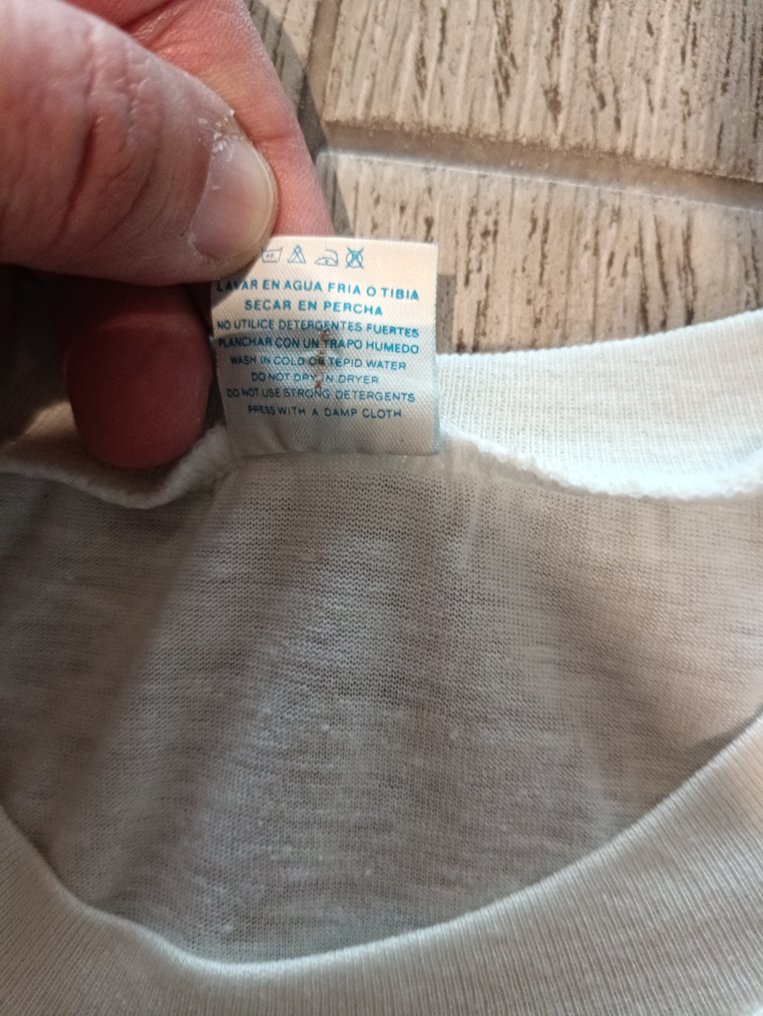 LAVAR EN AGUA FRIA O TIBIA
SECAR EN PERCHA
NO UTILICE DETERGENTES FUERTES
PLANCHAR CON UN TRAPO HUMEDO
WASH IN COLD OR TEPID WATER
DO NOT DRY IN DRYER
DO NOT USE STRONG DETERGENTS
PRESS WITH A DAMP CLOTH